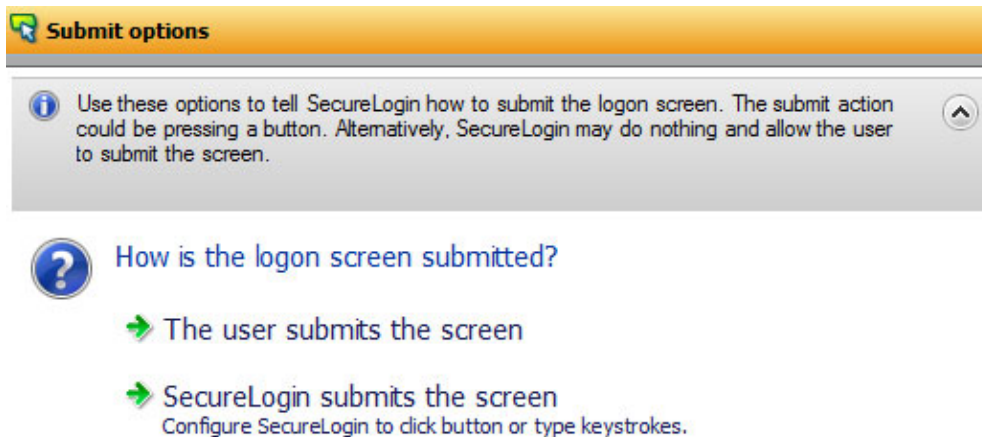 Submit options
Use these options to tell SecureLogin how to submit the logon screen. The submit action
could be pressing a button. Alternatively, SecureLogin may do nothing and allow the user
to submit the screen.
How is the logon screen submitted?
The user submits the screen
SecureLogin submits the screen
Configure SecureLogin to click button or type keystrokes.